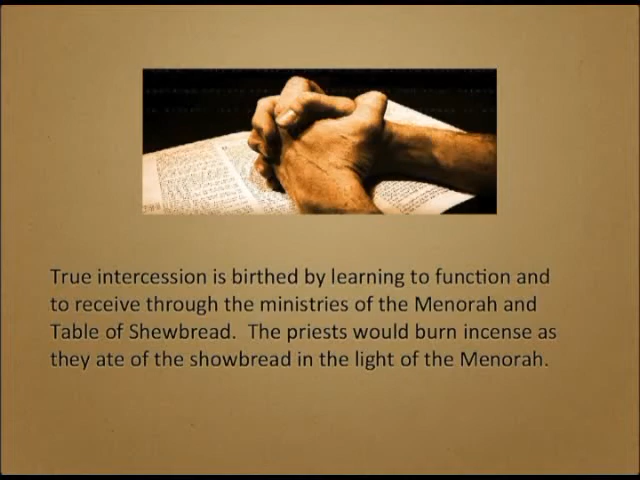 True intercession is birthed by learning to function and
to receive through the ministries of the Menorah and
Table of Shewbread.  The priests would burn incense as
they ate of the showbread in the light of the Menorah.